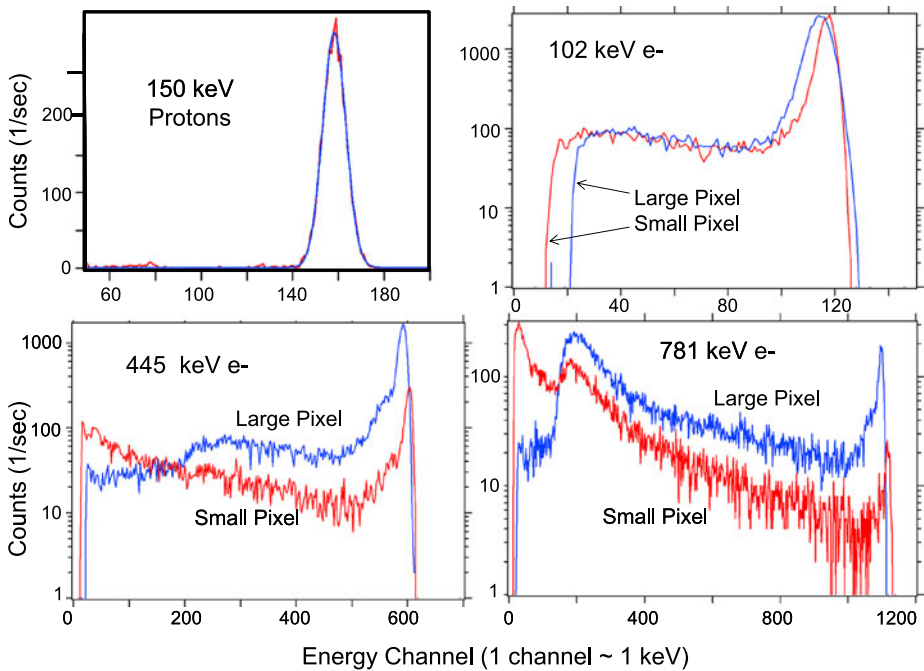 Counts (1/sec)
200
100
0
150 keV
Protons
60
100
140
180
1000
100
10
1
102 keV e-
Large Pixel
Small Pixel
0
40
80
120
Counts (1/sec)
1000
100
10
1
445 keV e-
Large Pixel
Small Pixel
0
200
400
600
100
10
1
781 keV e-
Large Pixel
Small Pixel
0
400
800
1200
Energy Channel (1 channel ~ 1 keV)